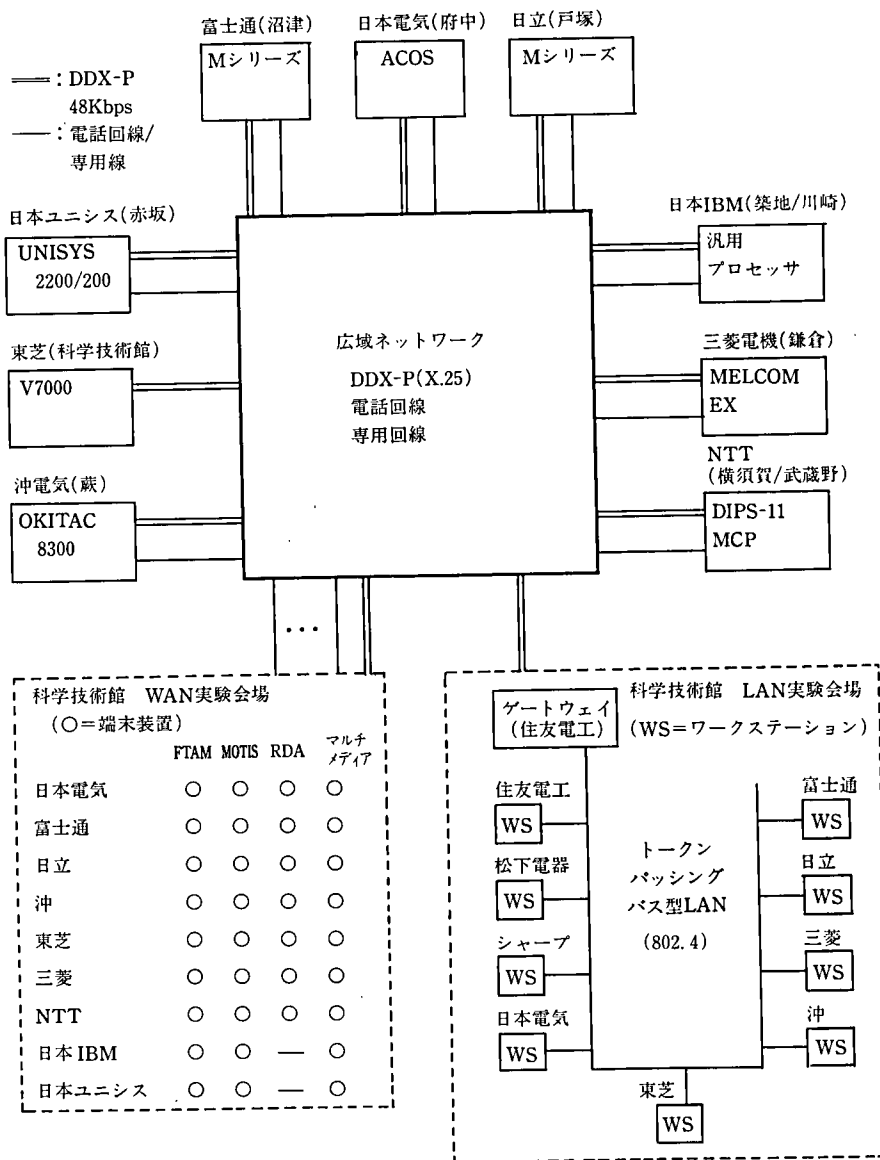 富士通(沼津)
Mシリーズ
日本電気(府中)
ACOS
日立(戸塚)
Mシリーズ
：DDX-P
48Kbps
：電話回線/
専用線
日本ユニシス(赤坂)
UNISYS
2200/200
東芝(科学技術館)
V7000
沖電気(蕨)
OKITAC
8300
広域ネットワーク
DDX-P(X.25)
電話回線
専用回線
日本IBM(築地/川崎)
汎用
プロセッサ
三菱電機(鎌倉)
MELCOM
EX
NTT
(横須賀/武蔵野)
DIPS-11
MCP
…
科学技術館 WAN実験会場
(○=端末装置)
FTAM MOTIS RDA マルチ
メディア
日本電気 ○ ○ ○ ○
富士通 ○ ○ ○ ○
日立 ○ ○ ○ ○
沖 ○ ○ ○ ○
東芝 ○ ○ ○ ○
三菱 ○ ○ ○ ○
NTT ○ ○ ○ ○
日本IBM ○ ○ — ○
日本ユニシス ○ ○ — ○
科学技術館 LAN実験会場
(WS=ワークステーション)
ゲートウェイ
(住友電工)
住友電工
WS
松下電器
WS
シャープ
WS
日本電気
WS
トークン
パッシング
バス型LAN
(802.4)
富士通
WS
日立
WS
三菱
WS
沖
WS
東芝
WS